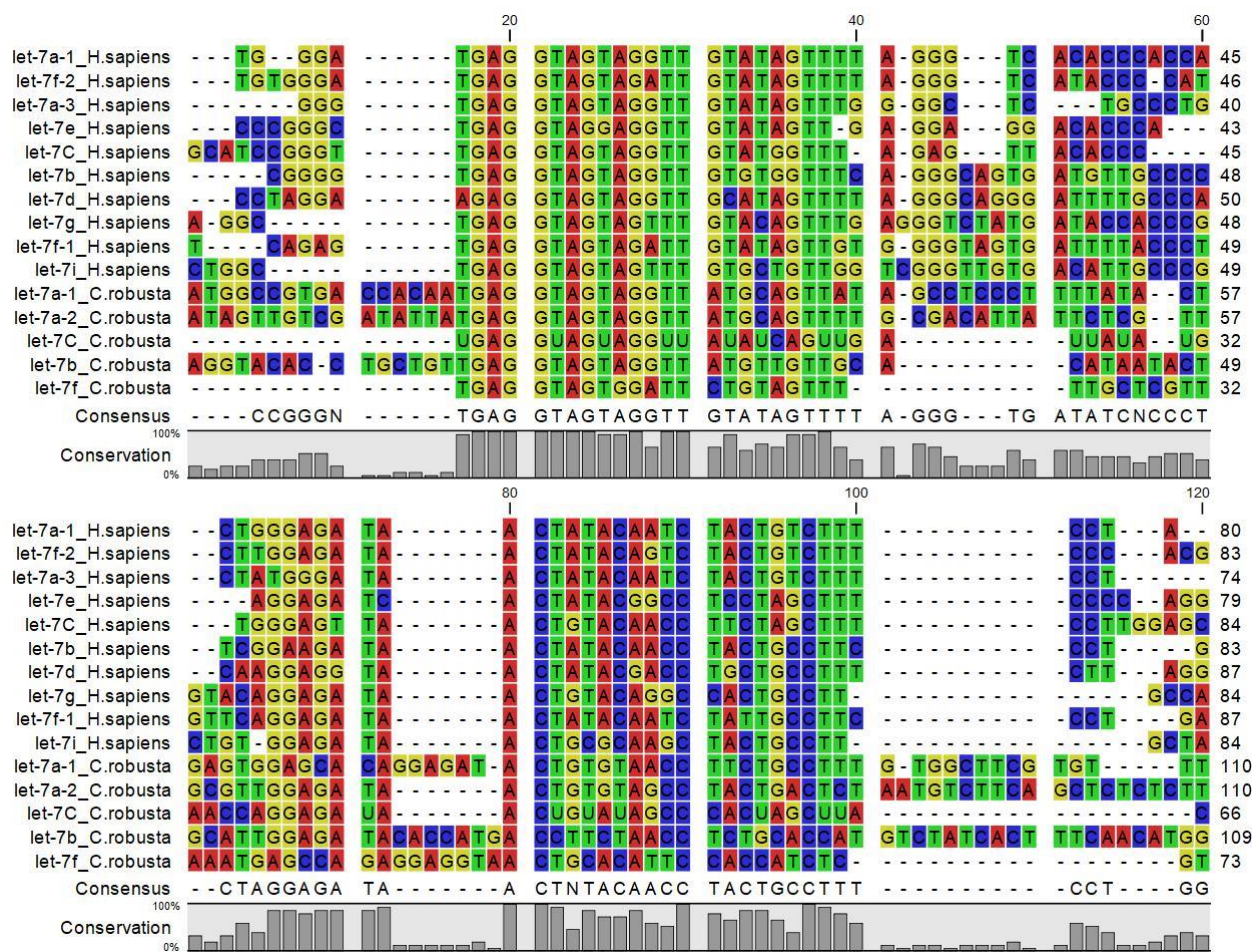 20 40 60
let-7a-1_H.sapiens ---TG--GGA ------TGAG GTAGTAGGTT GTATAGTTTT A-GGG---TC ACACCCACCA 45
let-7f-2_H.sapiens ---TGTGGGA ------TGAG GTAGTAGATT GTATAGTTTT A-GGG---TC ATACCC-CAT 46
let-7a-3_H.sapiens -------GGG ------TGAG GTAGTAGGTT GTATAGTTTG G-GGC--TC- ---TGCCCTG 40
let-7e_H.sapiens ---CCCGGGC ------TGAG GTAGGAGGTT GTATAGTT-G A-GGA---GG ACACCCA--- 43
let-7C_H.sapiens GCATCCGGGT ------TGAG GTAGTAGGTT GTATGGTTT- A-GAG---TT ACACCC---- 45
let-7b_H.sapiens -----CGGGG ------TGAG GTAGTAGGTT GTGTGGTTTC A-GGGCAGTG ATGTTGCCCC 48
let-7d_H.sapiens ---CCTAGGA ------AGAG GTAGTAGGTT GCATAGTTTT A-GGGCAGGG ATTTTGCCCA 50
let-7g_H.sapiens A-GGC----- ------TGAG GTAGTAGTTT GTACAGTTTG AGGGTCTATG ATACCACCCG 48
let-7f-1_H.sapiens T----CAGAG ------TGAG GTAGTAGATT GTATAGTTGT G-GGGTAGTG ATTTTACCCT 49
let-7i_H.sapiens CTGGC----- ------TGAG GTAGTAGTTT GTGCTGTTGG TCGGGTTGTG ACATTGCCCG 49
let-7a-1_C.robusta ATGGCCGTGA CCACAATGAG GTAGTAGGTT ATGCAGTTAT A-GCCTCCCT TTTATA--CT 57
let-7a-2_C.robusta ATAGTTGTCG ATATTATGAG GTAGTAGGTT ATGCAGTTTT G-CGACATTA TTCTCG--TT 57
let-7C_C.robusta ---------- ------UGAG GUAGUAGGUU AUAUCAGUUG A--------- -UUAUA--UG 32
let-7b_C.robusta AGGTACAC-C TGCTGTTGAG GTAGTAGGTT ATGTTGTTGC A--------- -CATAATACT 49
let-7f_C.robusta ---------- ------TGAG GTAGTGGATT CTGTAGTTT- ---------- -TTGCTCGTT 32
Consensus ----CCGGGN ------TGAG GTAGTAGGTT GTATAGTTTT A-GGG---TG ATATCNCCCT
100%
Conservation
0%
80 100 120
let-7a-1_H.sapiens --CTGGGAGA TA-------A CTATACAATC TACTGTCTTT ---------- -CCT---A-- 80
let-7f-2_H.sapiens --CTTGGAGA TA-------A CTATACAGTC TACTGTCTTT ---------- -CCC---ACG 83
let-7a-3_H.sapiens --CTATGGGA TA-------A CTATACAATC TACTGTCTTT ---------- -CCT------ 74
let-7e_H.sapiens ----AGGAGA TC-------A CTATACGGCC TCCTAGCTTT ---------- -CCCC--AGG 79
let-7C_H.sapiens ---TGGGAGT TA-------A CTGTACAACC TTCTAGCTTT ---------- -CCTTGGAGC 84
let-7b_H.sapiens --TCGGAAGA TA-------A CTATACAACC TACTGCCTTC ---------- -CCT-----G 83
let-7d_H.sapiens --CAAGGAGG TA-------A CTATACGACC TGCTGCCTTT ---------- -CTT---AGG 87
let-7g_H.sapiens GTACAGGAGA TA-------A CTGTACAGGC CACTGCCTT- ---------- ------GCCA 84
let-7f-1_H.sapiens GTTCAGGAGA TA-------A CTATACAATC TATTGCCTTC ---------- -CCT----GA 87
let-7i_H.sapiens CTGT-GGAGA TA-------A CTGCGCAAGC TACTGCCTT- ---------- ------GCTA 84
let-7a-1_C.robusta GAGTGGAGCA CAGGAGAT-A CTGTGTAACC TTCTGCCTTT G-TGGCTTCG TGT-----TT 110
let-7a-2_C.robusta GCGTTGGAGA TA-------A CTGTGTAGCC TACTGACTCT AATGTCTTCA GCTCTCTCTT 110
let-7C_C.robusta AACCAGGAGA UA-------A CUGUAUAGCC CACUAGCUUA ---------- ---------C 66
let-7b_C.robusta GCATTGGAGA TACACCATGA CCTTCTAACC TCTGCACCAT GTCTATCACT TTCAACATGG 109
let-7f_C.robusta AAATGAGCCA GAGGAGGTAA CTGCACATTC CACCATCTC- ---------- --------GT 73
Consensus --CTAGGAGA TA-------A CTNTACAACC TACTGCCTTT ---------- -CCT----GG
100%
Conservation
0%